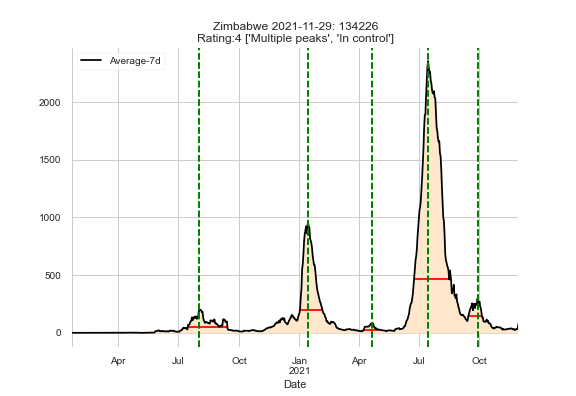 Zimbabwe 2021-11-29: 134226
Rating:4 ['Multiple peaks', 'In control']
Average-7d
2000
1500
1000
500
0
Apr Jul Oct Jan Apr Jul Oct
2021
Date